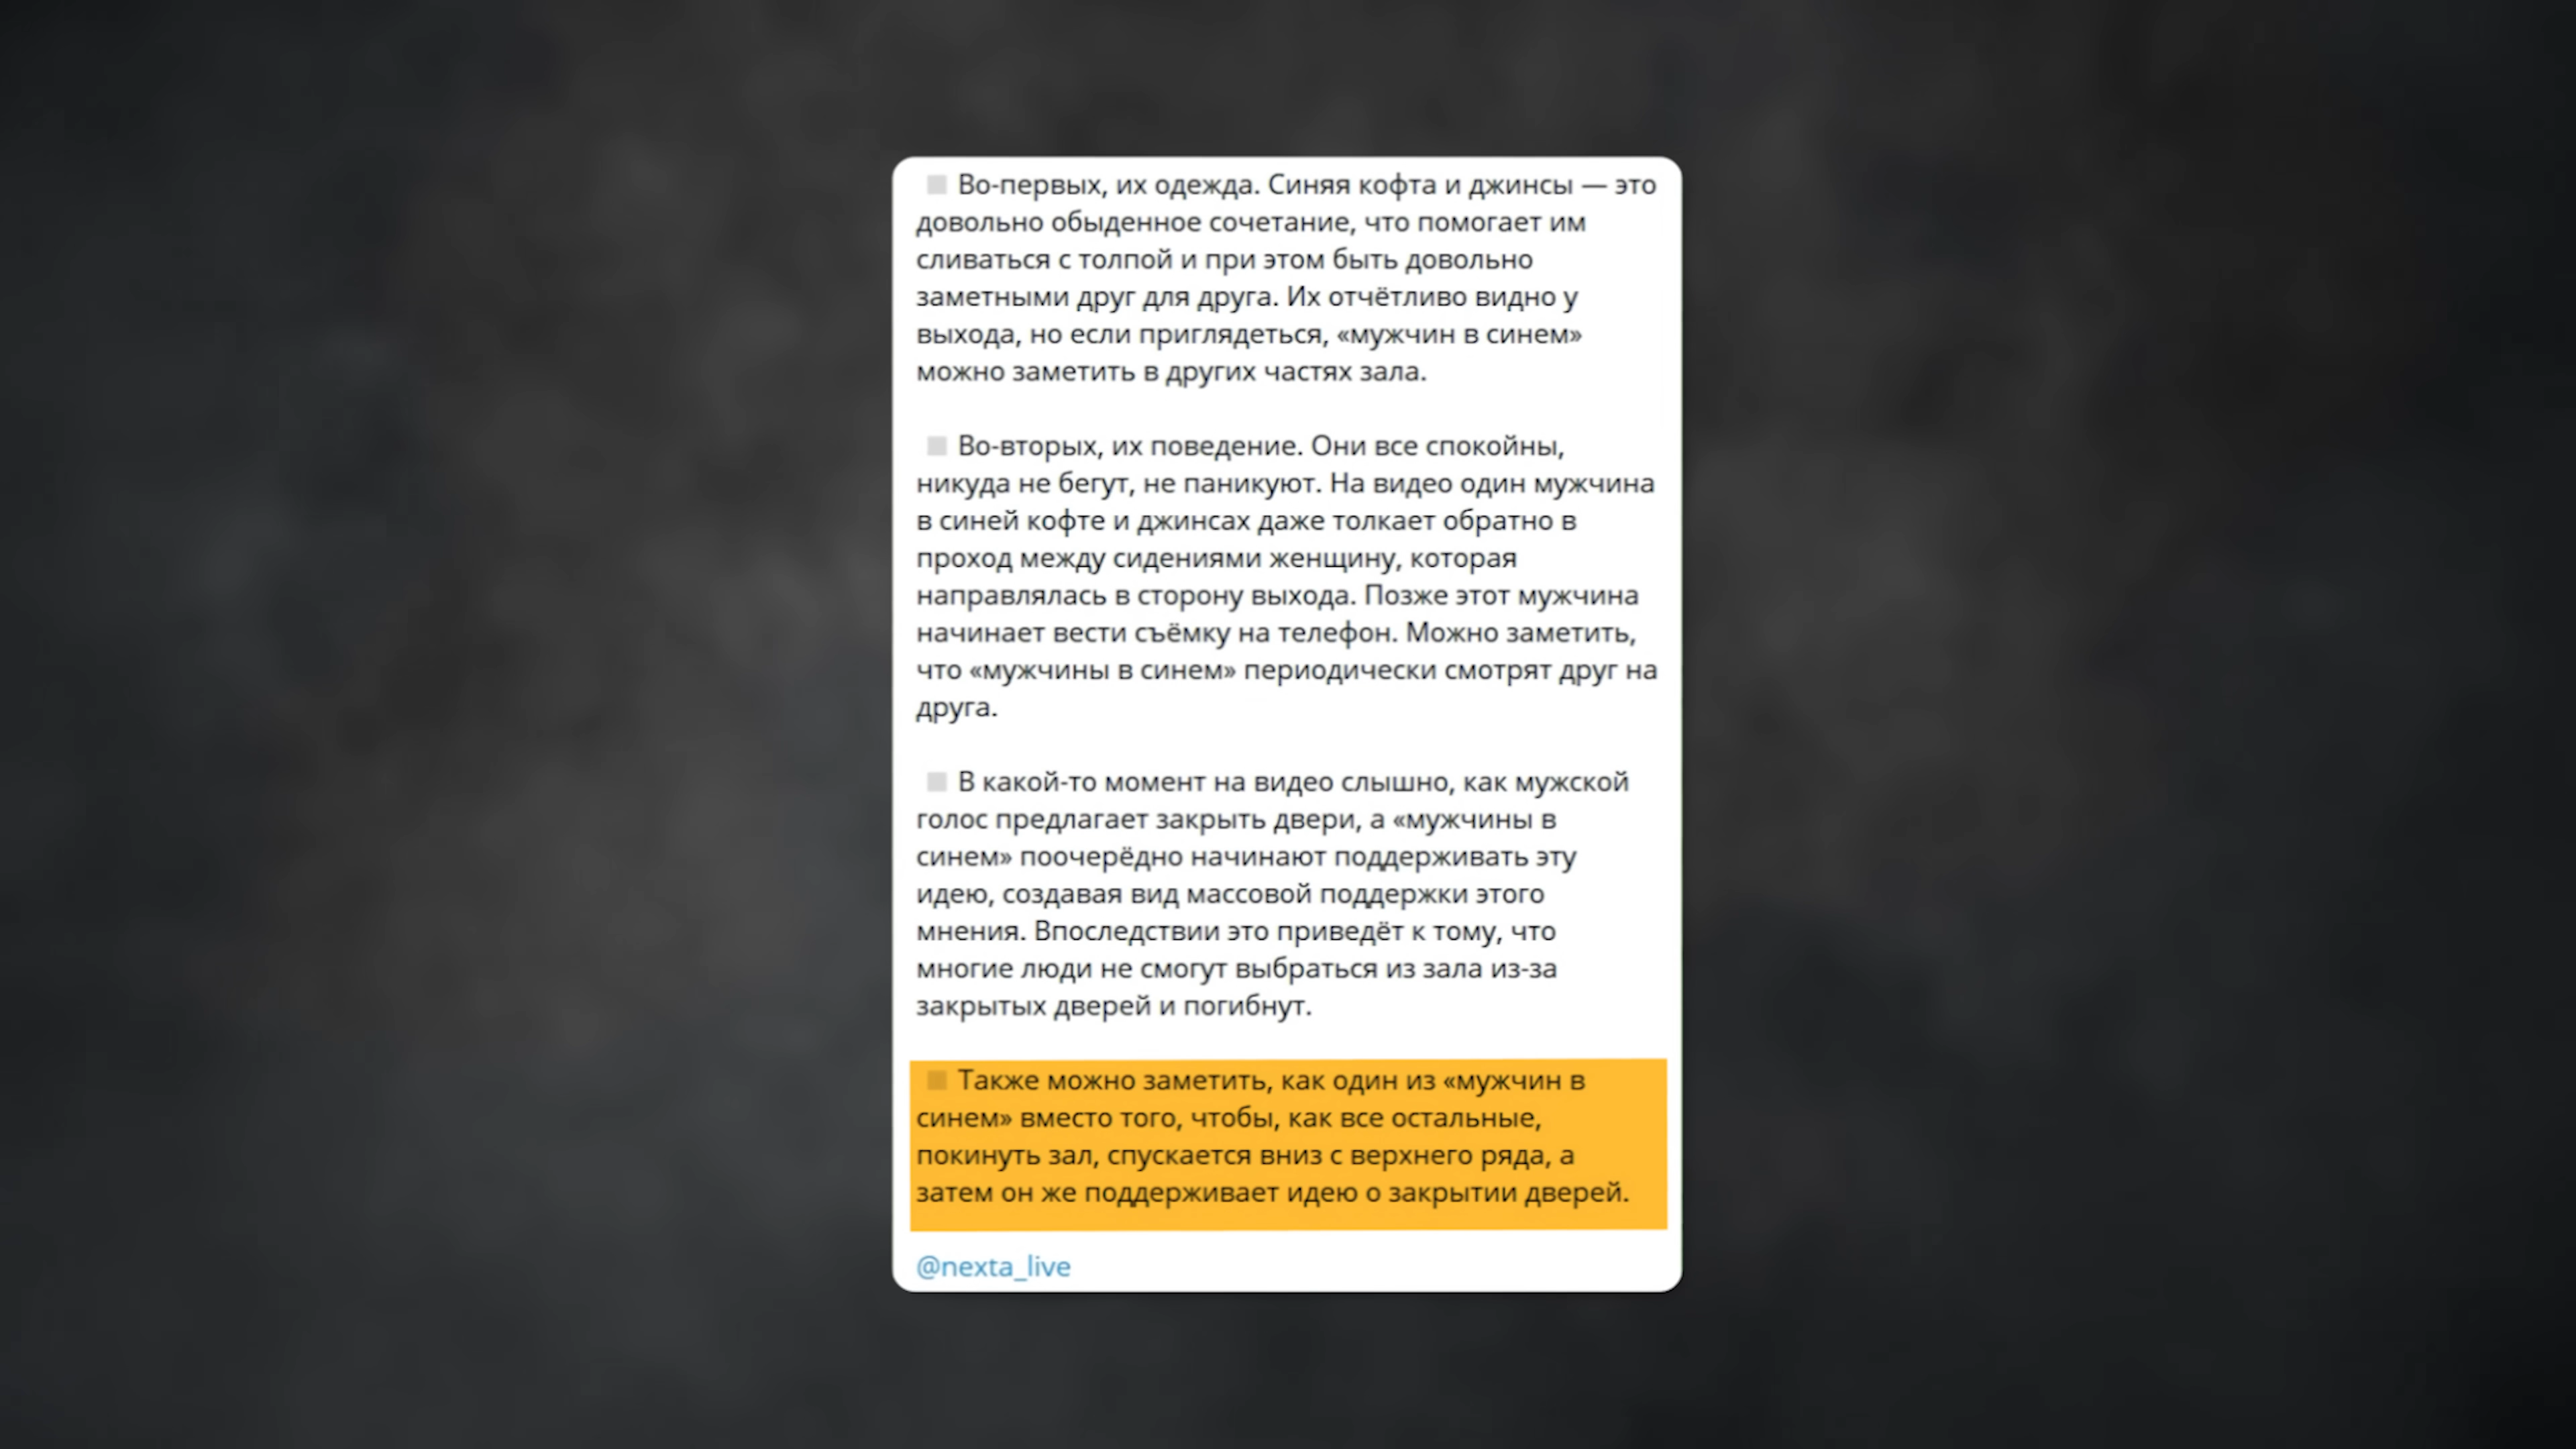 Во-первых, их одежда. Синяя кофта и джинсы — это
довольно обыденное сочетание, что помогает им
сливаться с толпой и при этом быть довольно
заметными друг для друга. Их отчётливо видно у
выхода, но если приглядеться, «мужчин в синем»
можно заметить в других частях зала.
Во-вторых, их поведение. Они все спокойны,
никуда не бегут, не паникуют. На видео один мужчина
в синей кофте и джинсах даже толкает обратно в
проход между сидениями женщину, которая
направлялась в сторону выхода. Позже этот мужчина
начинает вести съёмку на телефон. Можно заметить,
что «мужчины в синем» периодически смотрят друг на
друга.
В какой-то момент на видео слышно, как мужской
голос предлагает закрыть двери, а «мужчины в
синем» поочерёдно начинают поддерживать эту
идею, создавая вид массовой поддержки этого
мнения. Впоследствии это приведёт к тому, что
многие люди не смогут выбраться из зала из-за
закрытых дверей и погибнут.
Также можно заметить, как один из «мужчин в
синем» вместо того, чтобы, как все остальные,
покинуть зал, спускается вниз с верхнего ряда, а
затем он же поддерживает идею о закрытии дверей.
@nexta_live